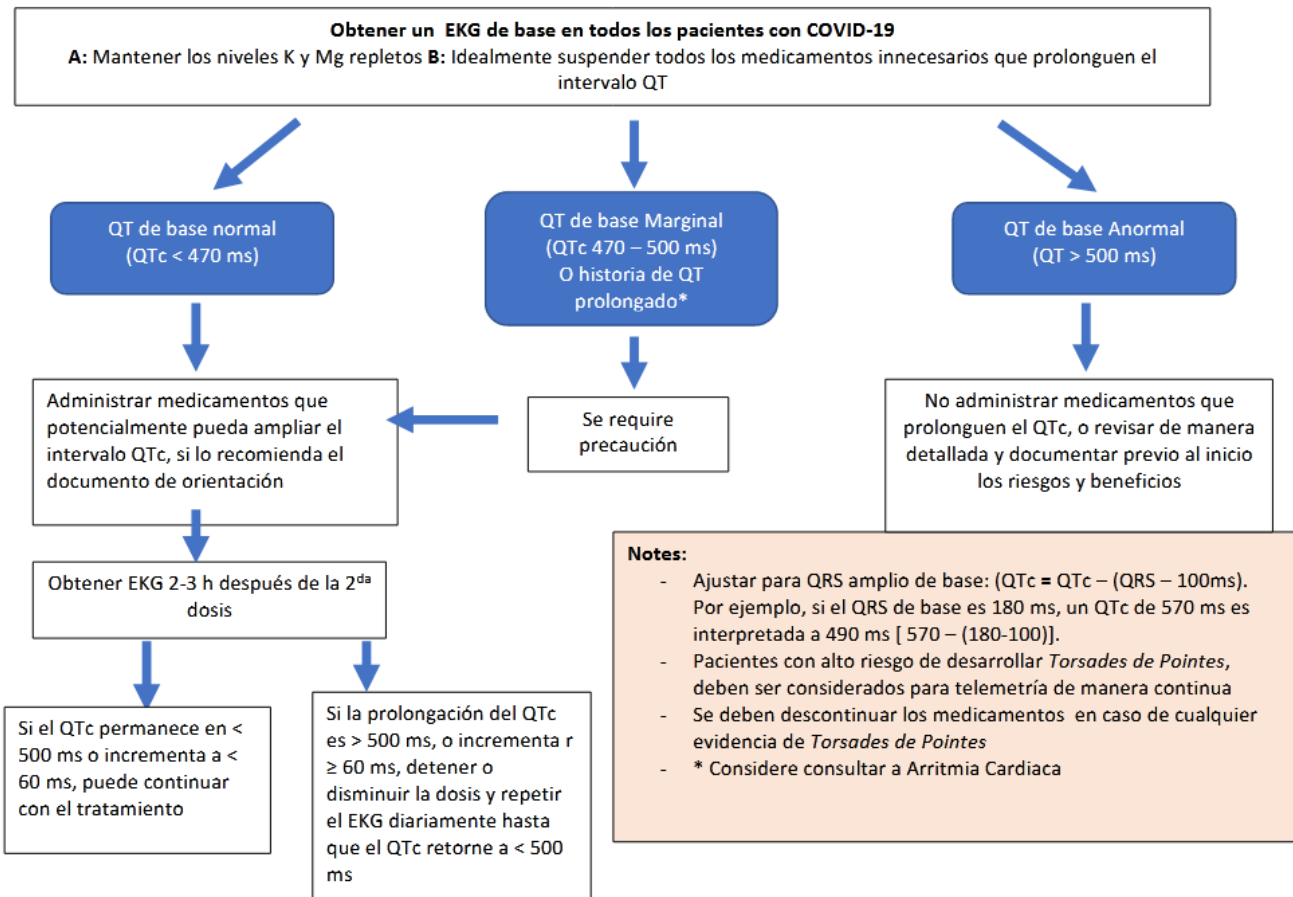 Obtener un EKG de base en todos los pacientes con COVID-19
A: Mantener los niveles K y Mg repletos B: Idealmente suspender todos los medicamentos innecesarios que prolonguen el
intervalo QT
QT de base normal
(QTc < 470 ms)
QT de base Marginal
(QTc 470 – 500 ms)
O historia de QT
prolongado*
QT de base Anormal
(QT > 500 ms)
Administrar medicamentos que
potencialmente pueda ampliar el
intervalo QTc, si lo recomienda el
documento de orientación
Se require
precaución
No administrar medicamentos que
prolonguen el QTc, o revisar de manera
detallada y documentar previo al inicio
los riesgos y beneficios
Obtener EKG 2-3 h después de la 2da
dosis
Si el QTc permanece en <
500 ms o incrementa a <
60 ms, puede continuar
con el tratamiento
Si la prolongación del QTc
es > 500 ms, o incrementa r
≥ 60 ms, detener o
disminuir la dosis y repetir
el EKG diariamente hasta
que el QTc retorne a < 500
ms
Notes:
- Ajustar para QRS amplio de base: (QTc = QTc – (QRS – 100ms).
Por ejemplo, si el QRS de base es 180 ms, un QTc de 570 ms es
interpretada a 490 ms [ 570 – (180-100)].
- Pacientes con alto riesgo de desarrollar Torsades de Pointes,
deben ser considerados para telemetría de manera continua
- Se deben descontinuar los medicamentos en caso de cualquier
evidencia de Torsades de Pointes
- * Considere consultar a Arritmia Cardiaca